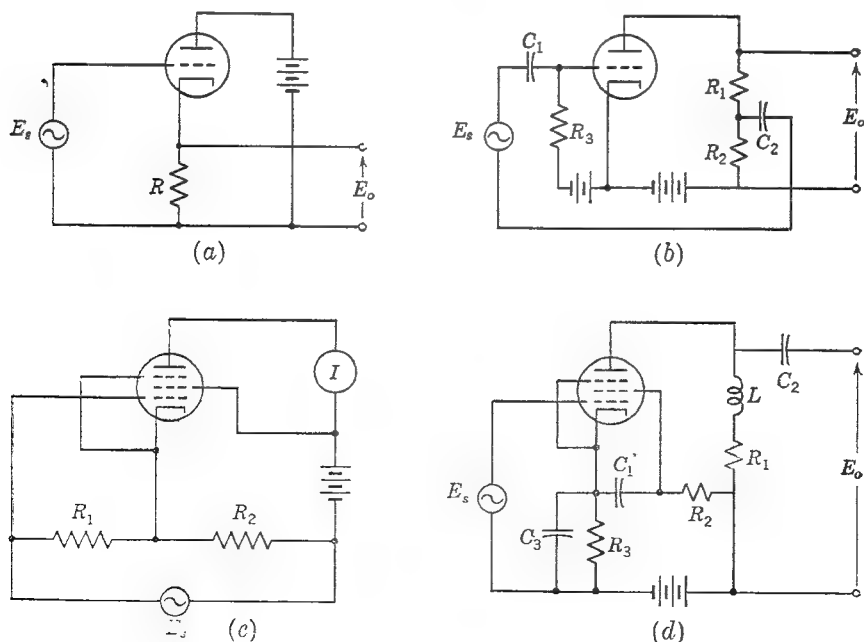 E_s
R
E_o
(a)
C_1
E_s
R_3
R_1
C_2
R_2
E_o
(b)
I
R_1
R_2
(c)
C_2
L
R_1
E_s
C_1
R_2
C_3
R_3
E_o
(d)